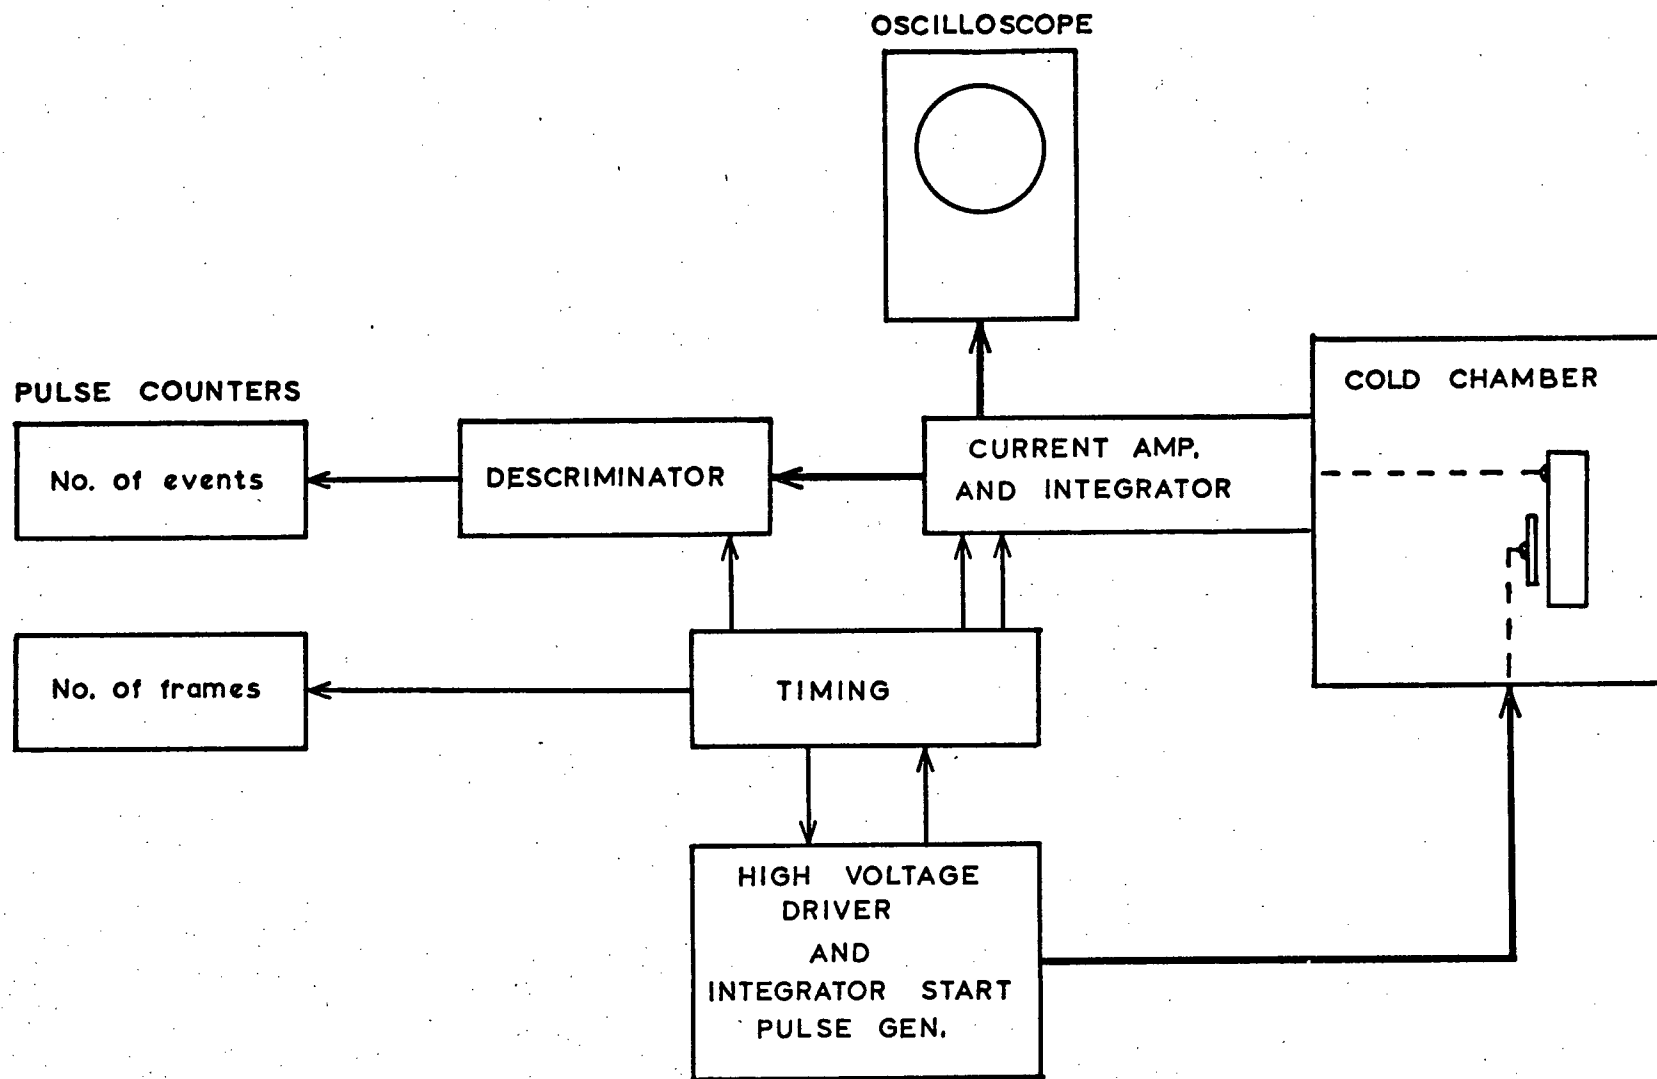 OSCILLOSCOPE
COLD CHAMBER
PULSE COUNTERS
No. of events
DESCRIMINATOR
CURRENT AMP.
AND INTEGRATOR
No. of frames
TIMING
HIGH VOLTAGE
DRIVER
AND
INTEGRATOR START
PULSE GEN.